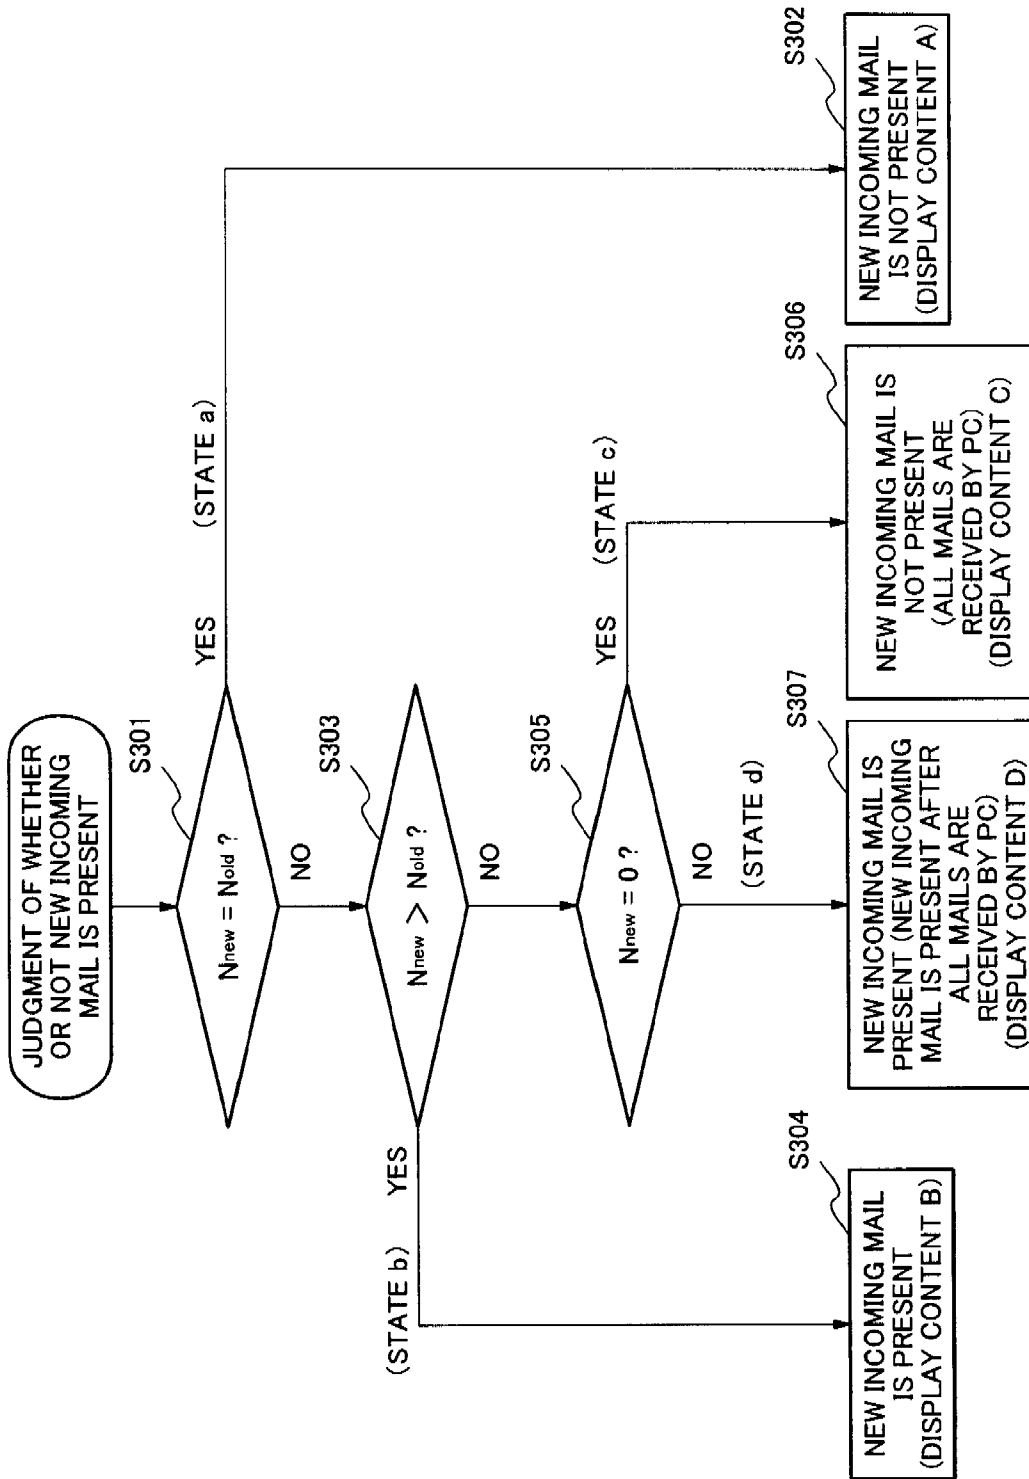 JUDGMENT OF WHETHER
OR NOT NEW INCOMING
MAIL IS PRESENT
S301
Nnew = Nold ?
YES
(STATE a)
NO
S303
Nnew > Nold ?
YES
(STATE b)
NO
S305
Nnew = 0 ?
YES
(STATE c)
NO
(STATE d)
S304
NEW INCOMING MAIL
IS PRESENT
(DISPLAY CONTENT B)
S307
NEW INCOMING MAIL IS
PRESENT (NEW INCOMING
MAIL IS PRESENT AFTER
ALL MAILS ARE
RECEIVED BY PC)
(DISPLAY CONTENT D)
S306
NEW INCOMING MAIL IS
NOT PRESENT
(ALL MAILS ARE
RECEIVED BY PC)
(DISPLAY CONTENT C)
S302
NEW INCOMING MAIL
IS NOT PRESENT
(DISPLAY CONTENT A)